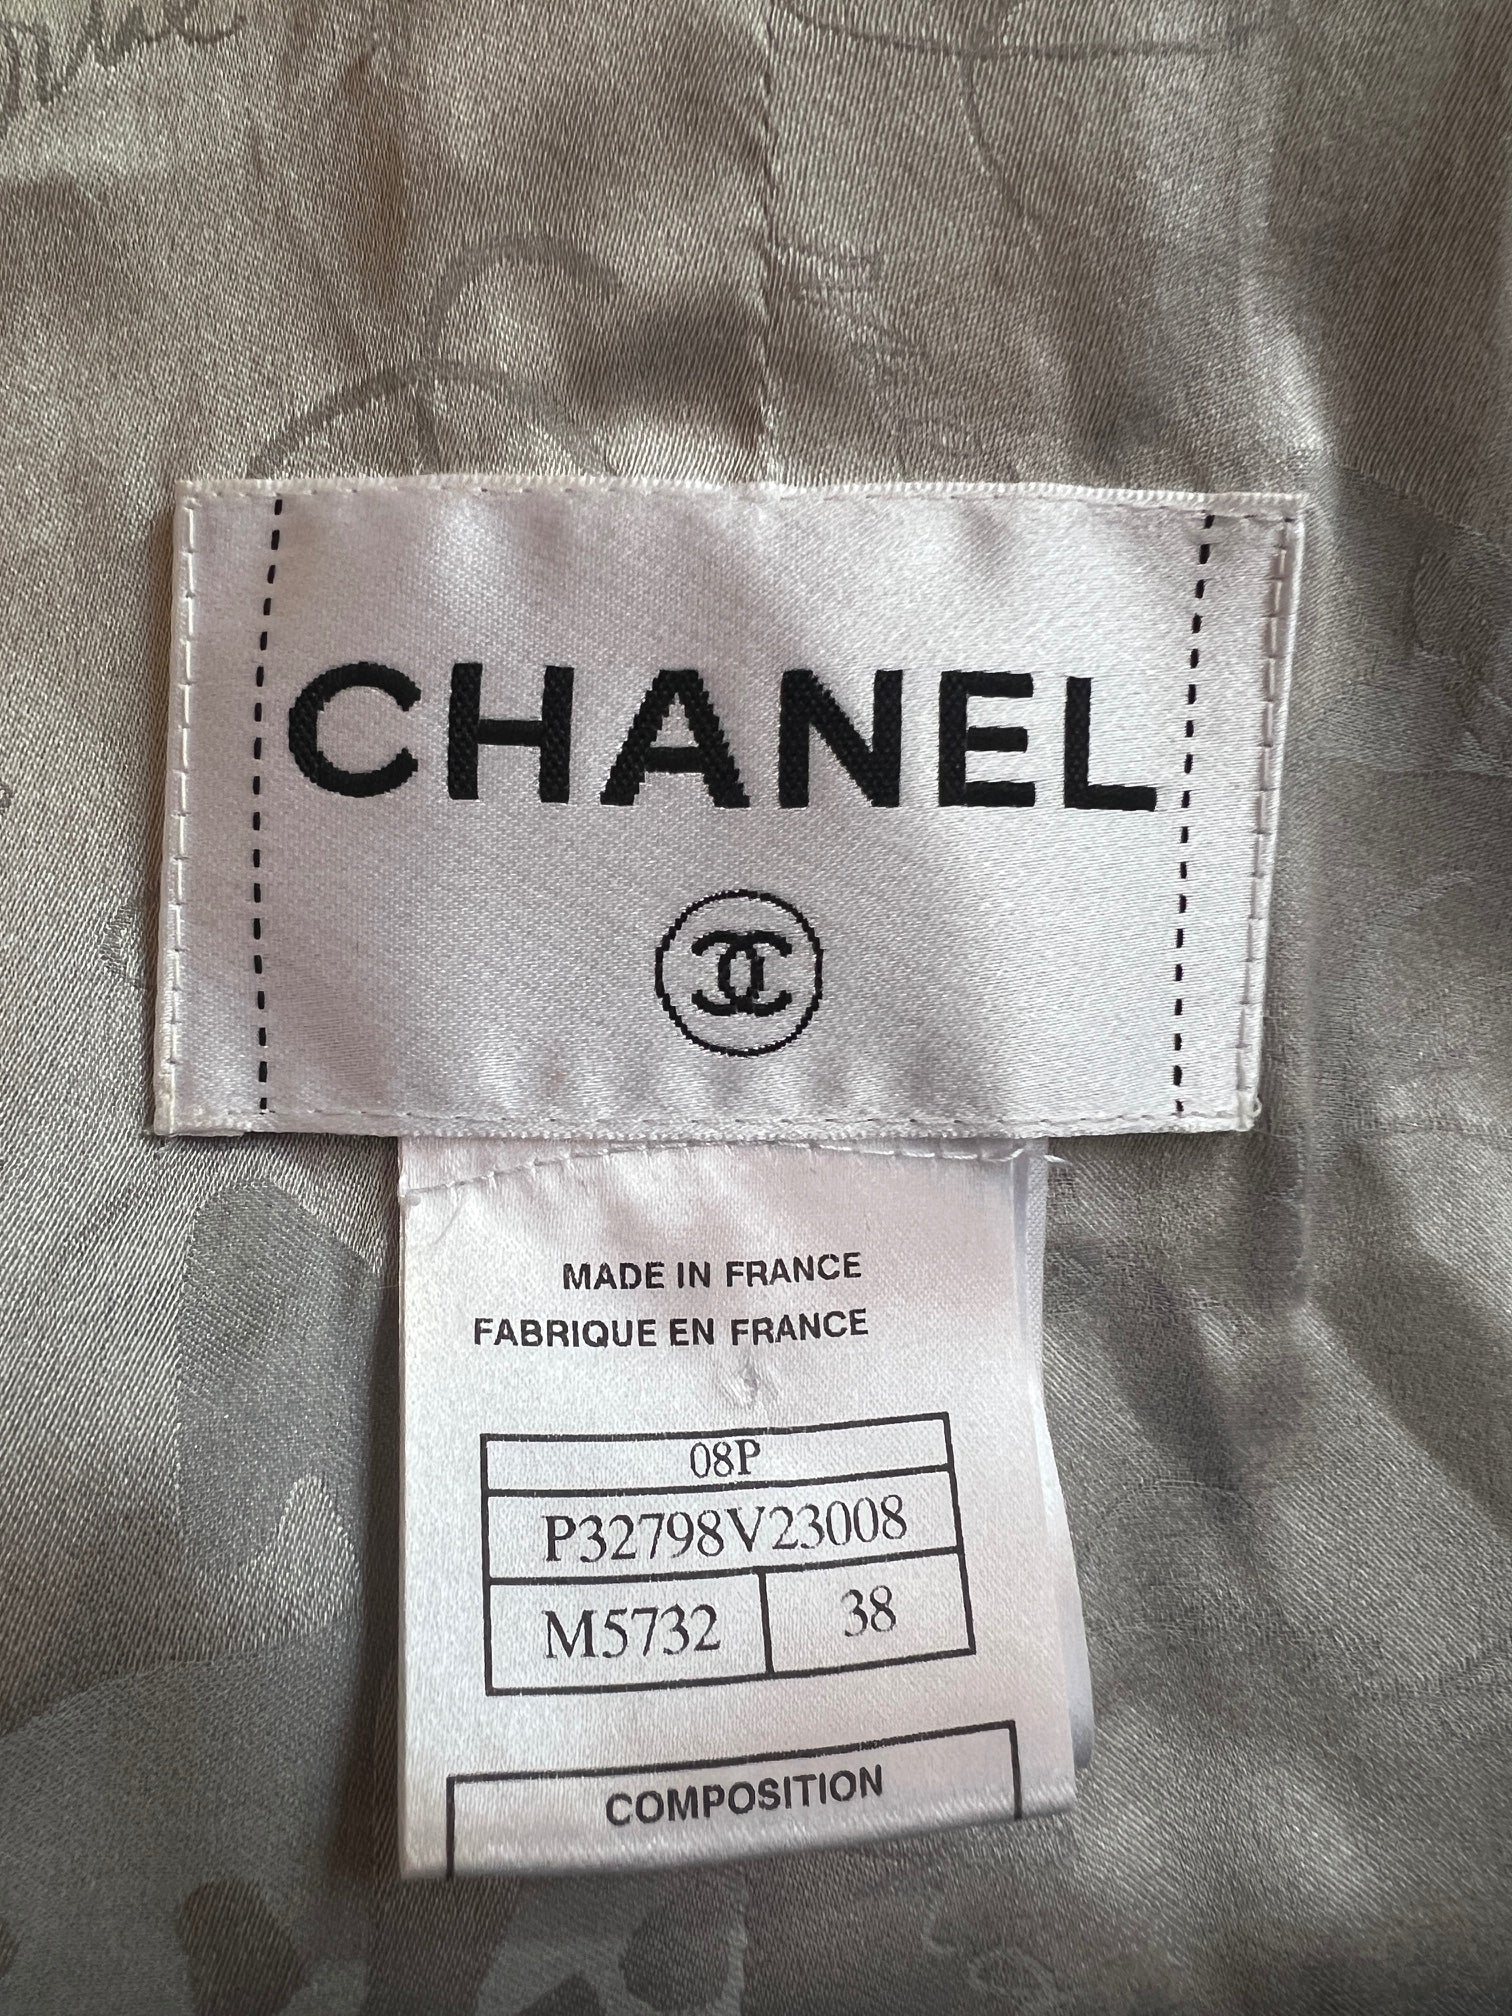 CHANEL
MADE IN FRANCE
FABRIQUE EN FRANCE
08P
P32798V23008
M5732 38
COMPOSITION